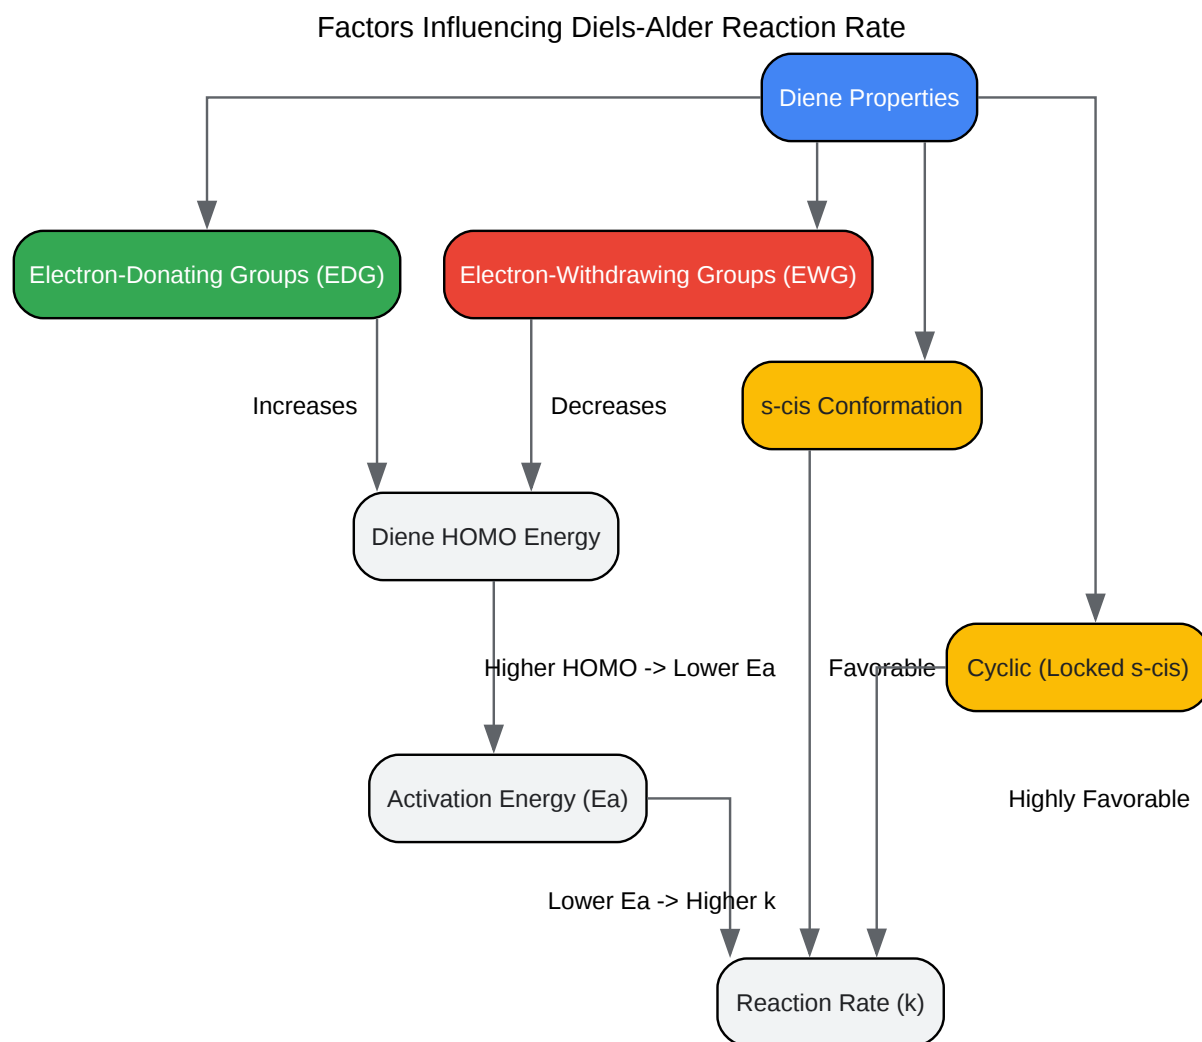 Factors Influencing Diels-Alder Reaction Rate
Diene Properties
Electron-Donating Groups (EDG)
Electron-Withdrawing Groups (EWG)
Increases
Decreases
s-cis Conformation
Diene HOMO Energy
Higher HOMO -> Lower Ea
Favorable
Cyclic (Locked s-cis)
Activation Energy (Ea)
Highly Favorable
Lower Ea -> Higher k
Reaction Rate (k)